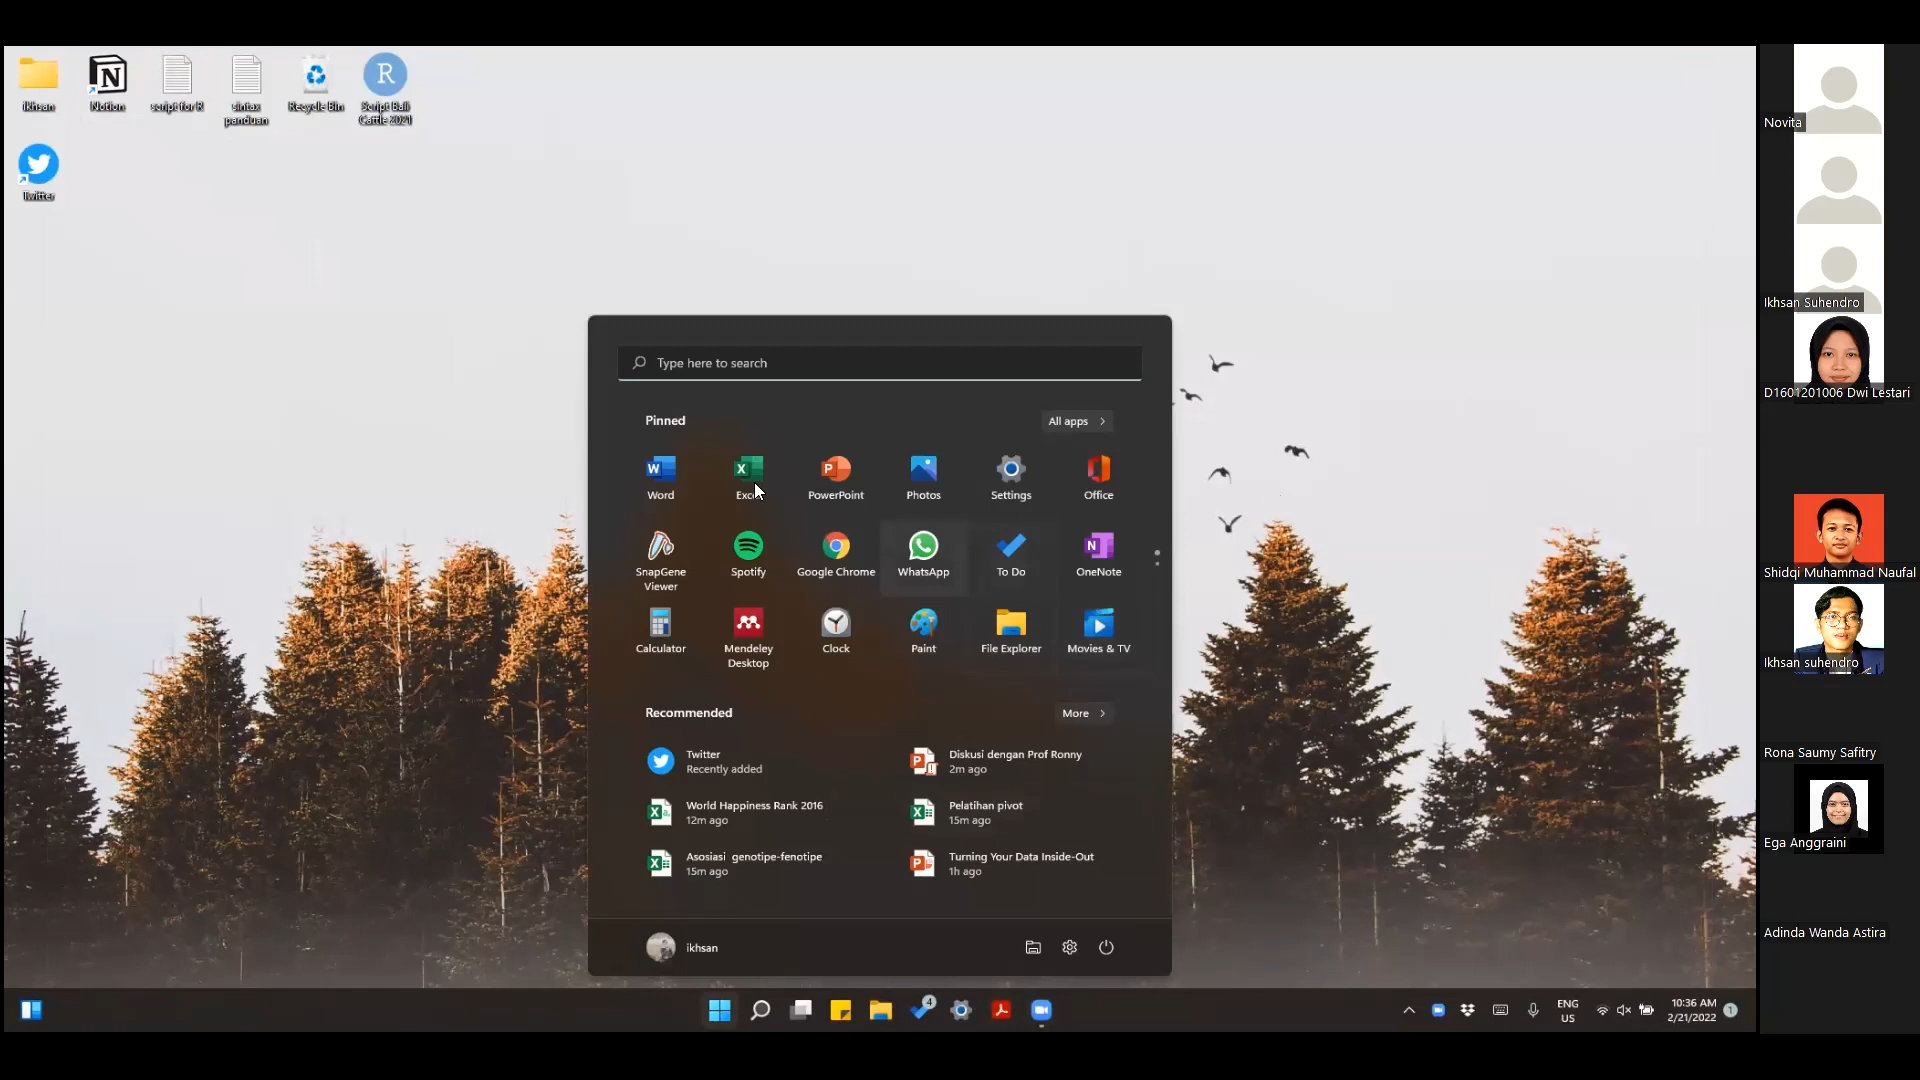 ikhsan
Notion
script for R
sintax
panduan
Recycle Bin
Script Bali
Cattle 2021
Twitter
Type here to search
Pinned
All apps
Word
PowerPoint
Photos
Settings
Office
SnapGene
Viewer
Spotify
Google Chrome
WhatsApp
To Do
OneNote
Calculator
Mendeley
Desktop
Clock
Paint
File Explorer
Movies & TV
Recommended
More
Twitter
Recently added
Diskusi dengan Prof Ronny
2m ago
World Happiness Rank 2016
12m ago
Pelatihan pivot
15m ago
Asosiasi genotipe-fenotipe
15m ago
Turning Your Data Inside-Out
1h ago
ikhsan
4
ENG
US
10:36 AM
2/21/2022
1
Novita
Ikhsan Suhendro
D1601201006 Dwi Lestari
Shidqi Muhammad Naufal
Ikhsan suhendro
Rona Saumy Safitry
Ega Anggraini
Adinda Wanda Astira